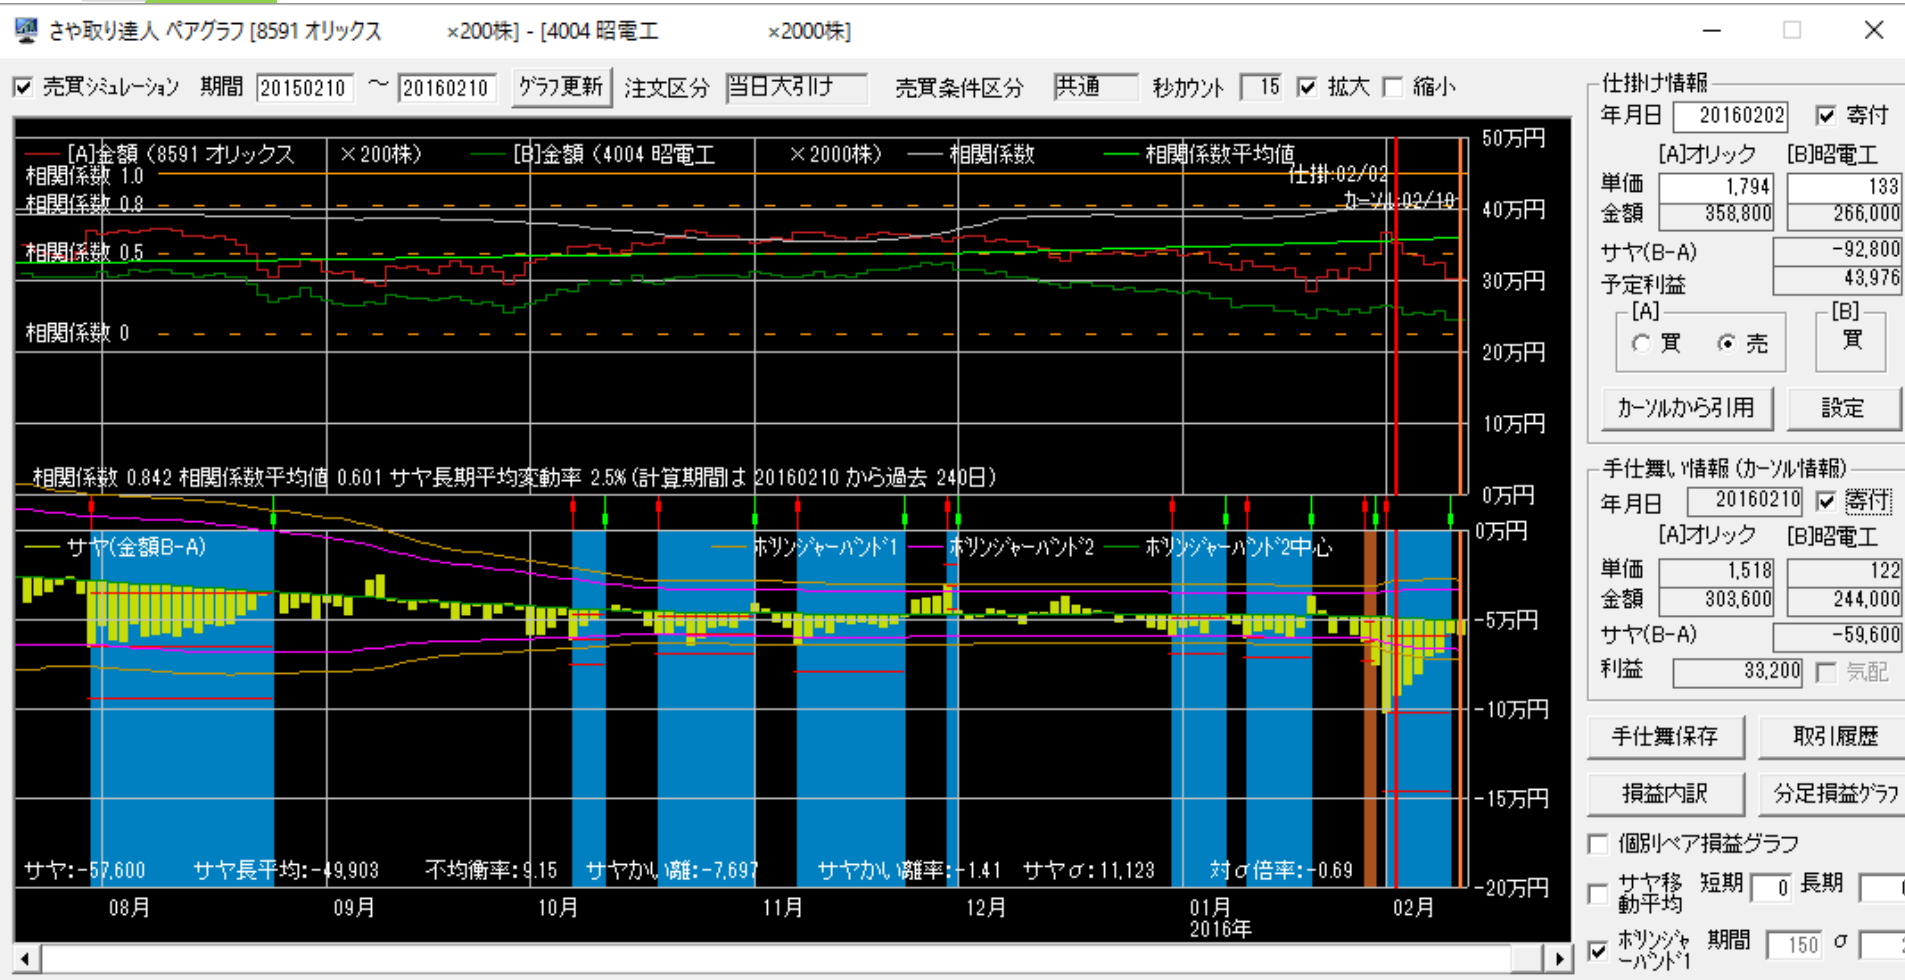 さや取り達人 ペアグラフ [8591 オリックス ×200株] - [4004 昭電工 ×2000株]
売買シミュレーション 期間 20150210 ～ 20160210 グラフ更新 注文区分 当日大引け 売買条件区分 共通 秒カウント 15 拡大 縮小
[A]金額（8591 オリックス ×200株） [B]金額（4004 昭電工 ×2000株） 相関係数 相関係数平均値
50万円
相関係数 1.0
仕掛:02/02
相関係数 0.8
カーソル:02/10
40万円
相関係数 0.5
30万円
相関係数 0
20万円
10万円
相関係数 0.842 相関係数平均値 0.601 サヤ長期平均変動率 2.5% (計算期間は 20160210 から過去 240日)
0万円
0万円
サヤ(金額B-A) ボリンジャーバンド1 ボリンジャーバンド2 ボリンジャーバンド2中心
-5万円
-10万円
-15万円
サヤ:-57,600 サヤ長平均:-49,903 不均衡率:9.15 サヤかい離:-7,697 サヤかい離率:-1.41 サヤσ:11,123 対σ倍率:-0.69
-20万円
08月 09月 10月 11月 12月 01月 02月
2016年
仕掛け情報
年月日 20160202 寄付
[A]オリック [B]昭電工
単価 1,794 133
金額 358,800 266,000
サヤ(B-A) -92,800
予定利益 43,976
[A] [B]
買 売 買
カーソルから引用 設定
手仕舞い情報 (カーソル情報)
年月日 20160210 寄付
[A]オリック [B]昭電工
単価 1,518 122
金額 303,600 244,000
サヤ(B-A) -59,600
利益 33,200 気配
手仕舞保存 取引履歴
損益内訳 分足損益グラフ
個別ペア損益グラフ
サヤ移動平均 短期 0 長期
ボリンジャーバンド1 期間 150 σ